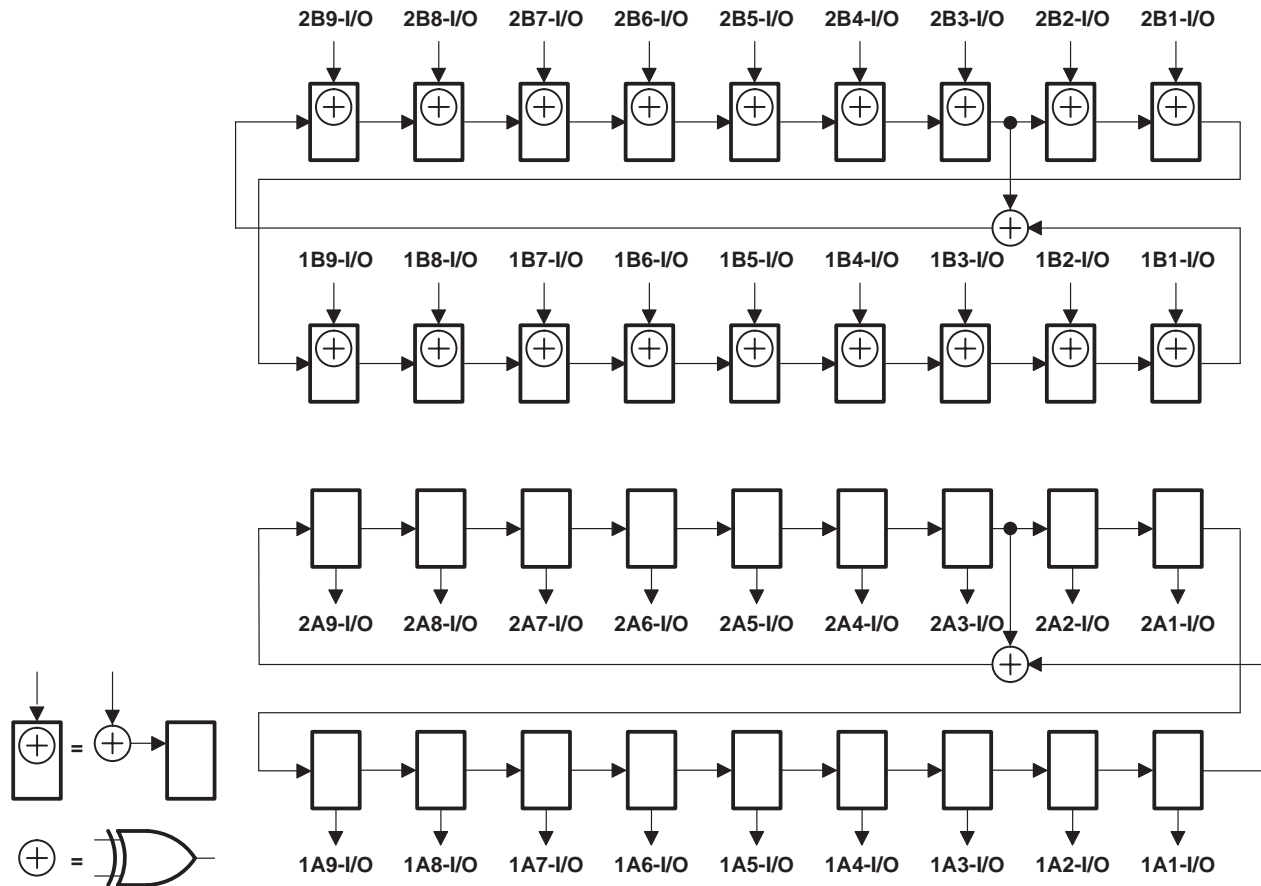 2B9-I/O 2B8-I/O 2B7-I/O 2B6-I/O 2B5-I/O 2B4-I/O 2B3-I/O 2B2-I/O 2B1-I/O
1B9-I/O 1B8-I/O 1B7-I/O 1B6-I/O 1B5-I/O 1B4-I/O 1B3-I/O 1B2-I/O 1B1-I/O
2A9-I/O 2A8-I/O 2A7-I/O 2A6-I/O 2A5-I/O 2A4-I/O 2A3-I/O 2A2-I/O 2A1-I/O
=
=
1A9-I/O 1A8-I/O 1A7-I/O 1A6-I/O 1A5-I/O 1A4-I/O 1A3-I/O 1A2-I/O 1A1-I/O